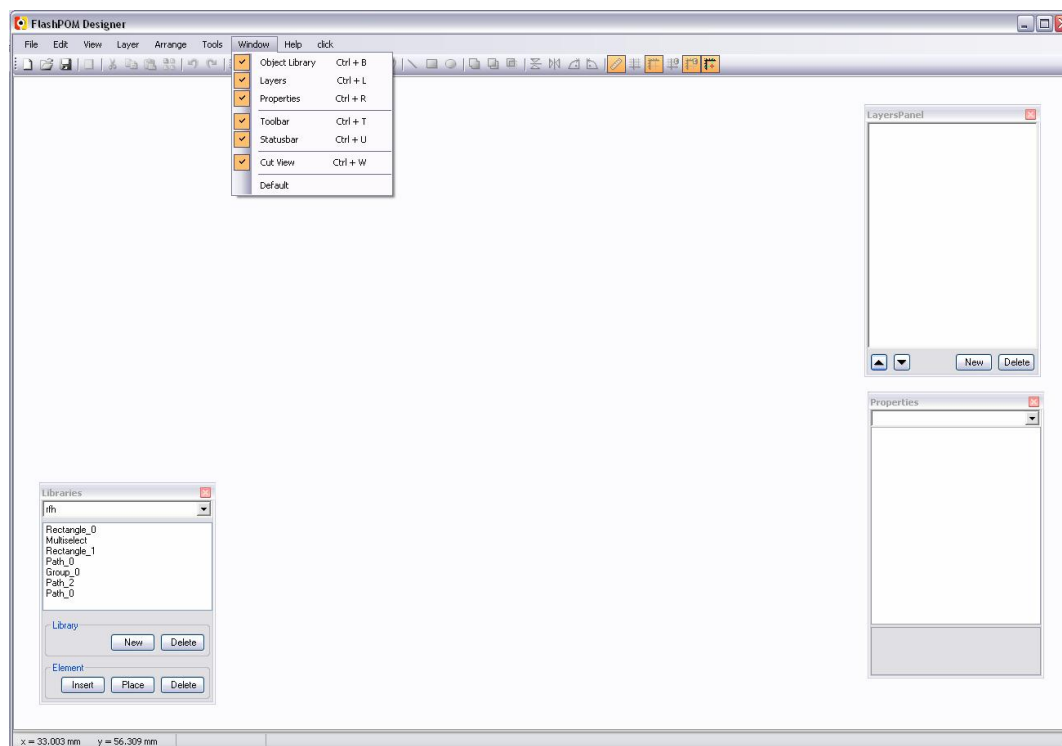 FlashPOM Designer
File Edit View Layer Arrange Tools Window Help click
Object Library Ctrl + B
Layers Ctrl + L
Properties Ctrl + R
Toolbar Ctrl + T
Statusbar Ctrl + U
Cut View Ctrl + W
Default
LayersPanel
New Delete
Properties
Libraries
rfh
Rectangle_0
Multiselect
Rectangle_1
Path_0
Group_0
Path_2
Path_0
Library
New Delete
Element
Insert Place Delete
x = 33.003 mm y = 56.309 mm